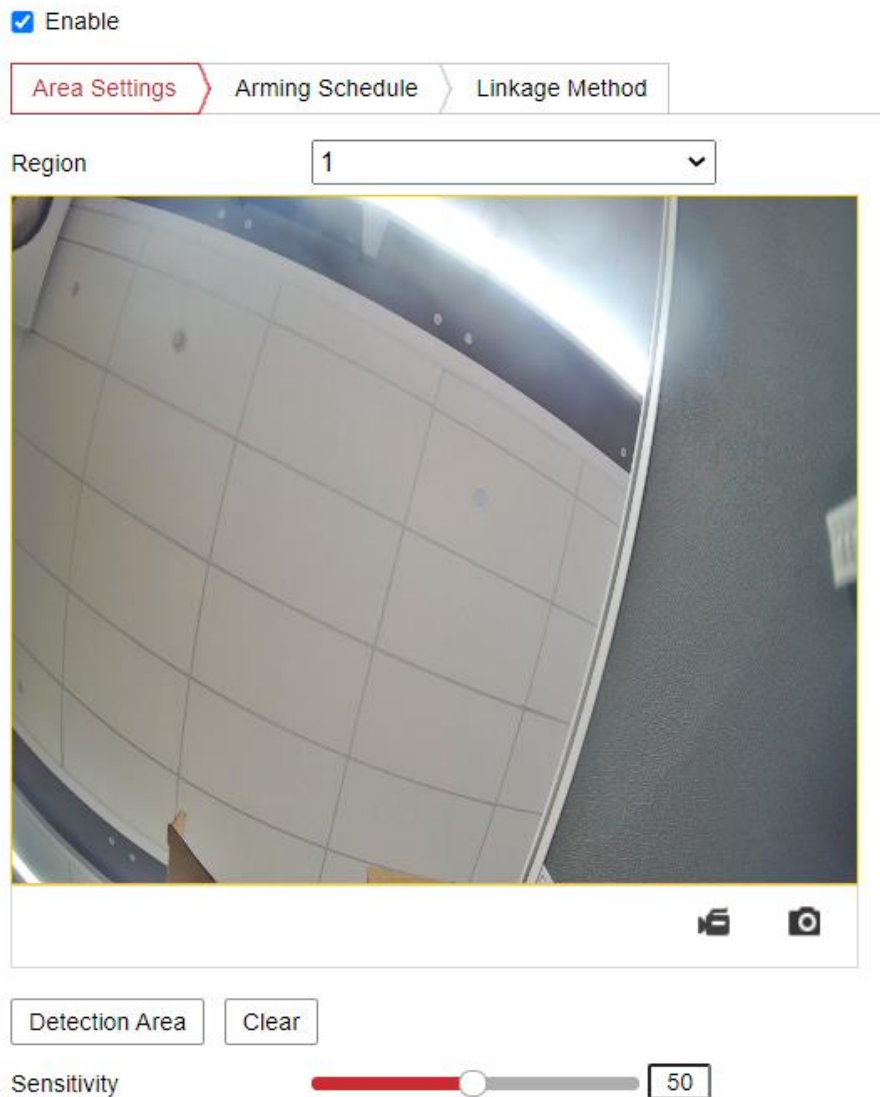 Enable
Area Settings Arming Schedule Linkage Method
Region 1
Detection Area Clear
Sensitivity 50